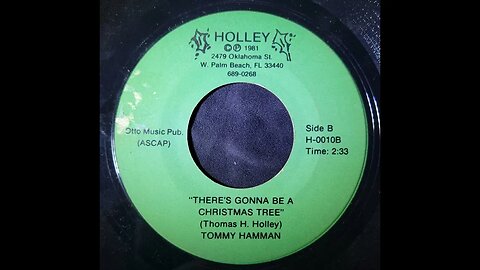 HOLLEY
© Ⓟ 1981
2479 Oklahoma St.
W. Palm Beach, FL 33440
689-0268
Otto Music Pub.
(ASCAP)
Side B
H-0010B
Time: 2:33
"THERE'S GONNA BE A
CHRISTMAS TREE"
(Thomas H. Holley)
TOMMY HAMMAN